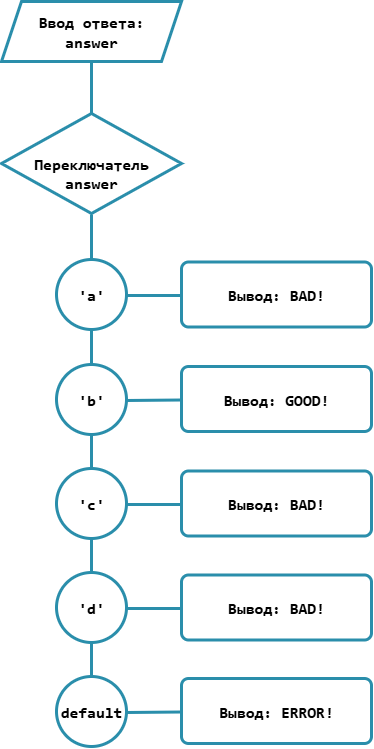 Ввод ответа:
answer
Переключатель
answer
'a'
Вывод: BAD!
'b'
Вывод: GOOD!
'c'
Вывод: BAD!
'd'
Вывод: BAD!
default
Вывод: ERROR!